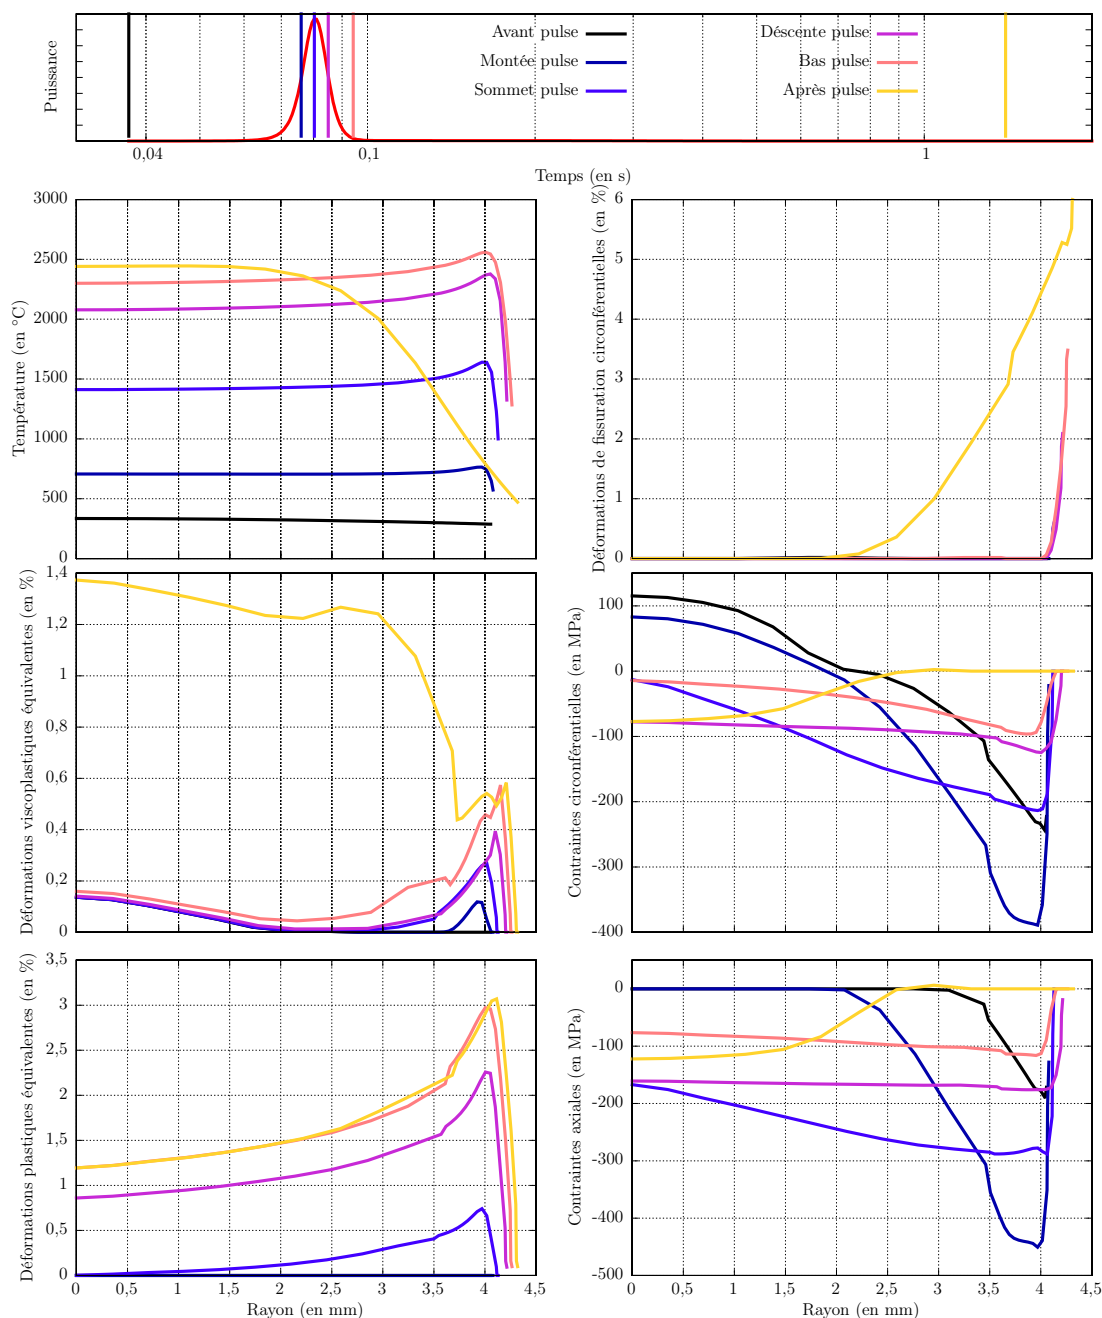 Puissance
Avant pulse
Montée pulse
Sommet pulse
Déscente pulse
Bas pulse
Après pulse
0,04 0,1 1
Temps (en s)
Température (en °C)
3000
2500
2000
1500
1000
500
0
Déformations de fissuration circonférentielles (en %)
6
5
4
3
2
1
0
Déformations viscoplastiques équivalentes (en %)
1,4
1,2
1
0,8
0,6
0,4
0,2
0
Contraintes circonférentielles (en MPa)
100
0
-100
-200
-300
-400
Déformations plastiques équivalentes (en %)
3,5
3
2,5
2
1,5
1
0,5
0
0 0,5 1 1,5 2 2,5 3 3,5 4 4,5
Rayon (en mm)
Contraintes axiales (en MPa)
0
-100
-200
-300
-400
-500
0,5 1 1,5 2 2,5 3 3,5 4 4,5
Rayon (en mm)